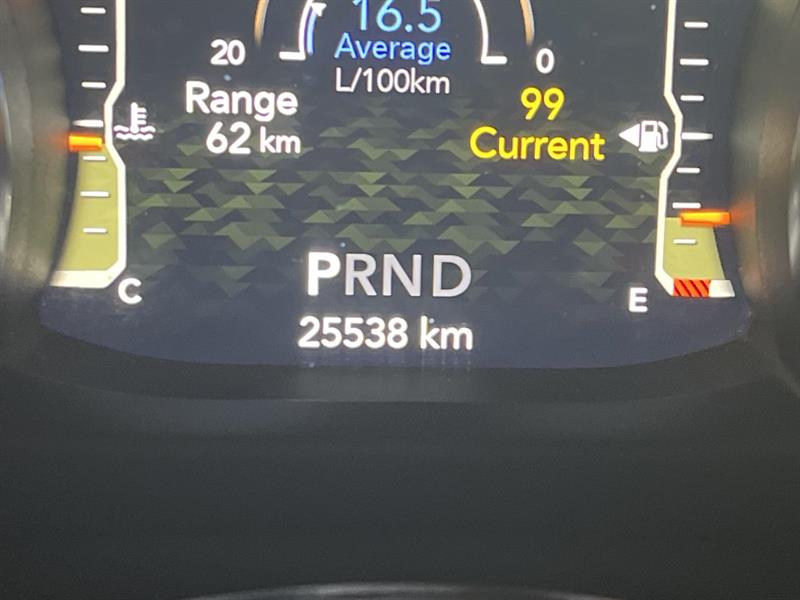 16.5
Average
L/100km
20
0
Range
62 km
99
Current
PRND
C
E
25538 km